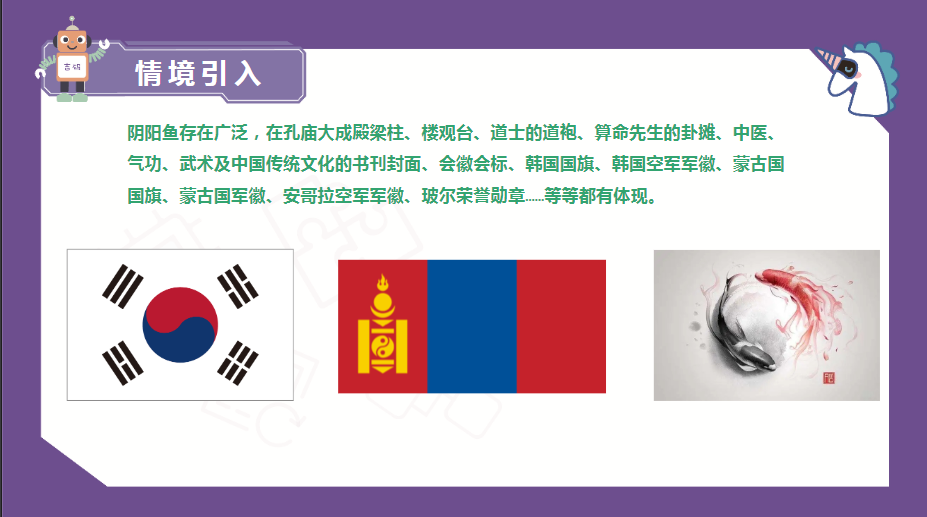 吉纷
情境引入
阴阳鱼存在广泛，在孔庙大成殿梁柱、楼观台、道士的道袍、算命先生的卦摊、中医、
气功、武术及中国传统文化的书刊封面、会徽会标、韩国国旗、韩国空军军徽、蒙古国
国旗、蒙古国军徽、安哥拉空军军徽、玻尔荣誉勋章......等等都有体现。